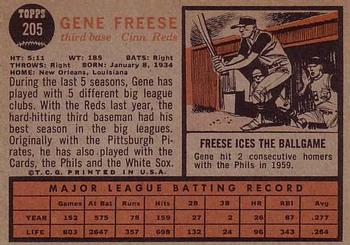 TOPPS
205
GENE FREESE
third base Cinn. Reds
HT: 5:11 WT: 185 BATS: Right
THROWS: Right BORN: January 8, 1934
HOME: New Orleans, Louisiana
During the last 5 seasons, Gene has
played with 5 different big league
clubs. With the Reds last year, the
hard-hitting third baseman had his
best season in the big leagues.
Originally with the Pittsburgh Pi-
rates, he has also played with the
Cards, the Phils and the White Sox.
© T.C.G. PRINTED IN U.S.A.
FREESE ICES THE BALLGAME
Gene hit 2 consecutive homers
with the Phils in 1959.
MAJOR LEAGUE BATTING RECORD
Games At Bat Runs Hits 2B 3B HR RBI Avg.
YEAR 152 575 78 159 27 2 26 87 .277
LIFE 803 2647 357 698 130 26 92 351 .264